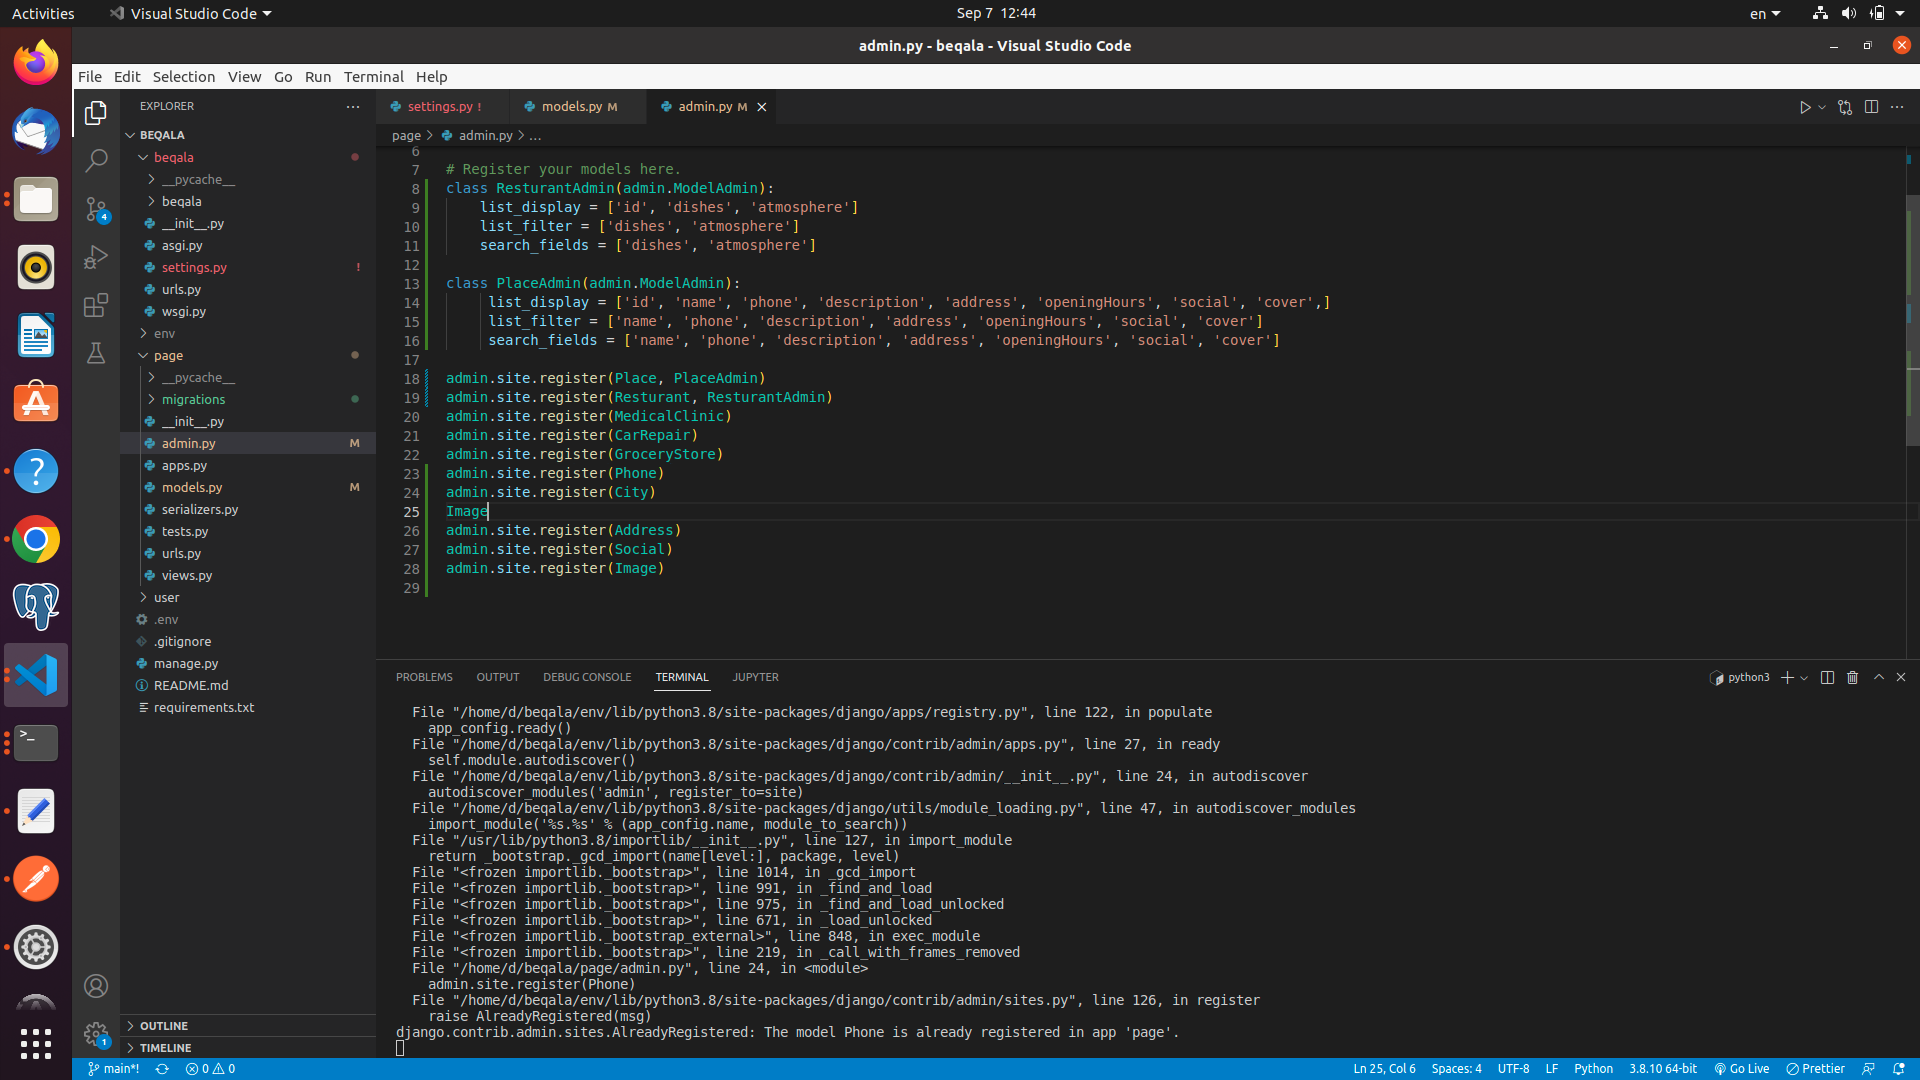 Activities
Visual Studio Code
Sep 7 12:44
en
admin.py - beqala - Visual Studio Code
File Edit Selection View Go Run Terminal Help
EXPLORER
BEQALA
beqala
__pycache__
beqala
__init__.py
asgi.py
settings.py !
urls.py
wsgi.py
env
page
__pycache__
migrations
__init__.py
admin.py M
apps.py
models.py M
serializers.py
tests.py
urls.py
views.py
user
.env
.gitignore
manage.py
README.md
requirements.txt
OUTLINE
TIMELINE
4
1
settings.py ! models.py M admin.py M
page > admin.py > ...
6
7 # Register your models here.
8 class ResturantAdmin(admin.ModelAdmin):
9 list_display = ['id', 'dishes', 'atmosphere']
10 list_filter = ['dishes', 'atmosphere']
11 search_fields = ['dishes', 'atmosphere']
12
13 class PlaceAdmin(admin.ModelAdmin):
14 list_display = ['id', 'name', 'phone', 'description', 'address', 'openingHours', 'social', 'cover',]
15 list_filter = ['name', 'phone', 'description', 'address', 'openingHours', 'social', 'cover']
16 search_fields = ['name', 'phone', 'description', 'address', 'openingHours', 'social', 'cover']
17
18 admin.site.register(Place, PlaceAdmin)
19 admin.site.register(Resturant, ResturantAdmin)
20 admin.site.register(MedicalClinic)
21 admin.site.register(CarRepair)
22 admin.site.register(GroceryStore)
23 admin.site.register(Phone)
24 admin.site.register(City)
25 Image
26 admin.site.register(Address)
27 admin.site.register(Social)
28 admin.site.register(Image)
29
PROBLEMS OUTPUT DEBUG CONSOLE TERMINAL JUPYTER
python3
File "/home/d/beqala/env/lib/python3.8/site-packages/django/apps/registry.py", line 122, in populate
app_config.ready()
File "/home/d/beqala/env/lib/python3.8/site-packages/django/contrib/admin/apps.py", line 27, in ready
self.module.autodiscover()
File "/home/d/beqala/env/lib/python3.8/site-packages/django/contrib/admin/__init__.py", line 24, in autodiscover
autodiscover_modules('admin', register_to=site)
File "/home/d/beqala/env/lib/python3.8/site-packages/django/utils/module_loading.py", line 47, in autodiscover_modules
import_module('%s.%s' % (app_config.name, module_to_search))
File "/usr/lib/python3.8/importlib/__init__.py", line 127, in import_module
return _bootstrap._gcd_import(name[level:], package, level)
File "<frozen importlib._bootstrap>", line 1014, in _gcd_import
File "<frozen importlib._bootstrap>", line 991, in _find_and_load
File "<frozen importlib._bootstrap>", line 975, in _find_and_load_unlocked
File "<frozen importlib._bootstrap>", line 671, in _load_unlocked
File "<frozen importlib._bootstrap_external>", line 848, in exec_module
File "<frozen importlib._bootstrap>", line 219, in _call_with_frames_removed
File "/home/d/beqala/page/admin.py", line 24, in <module>
admin.site.register(Phone)
File "/home/d/beqala/env/lib/python3.8/site-packages/django/contrib/admin/sites.py", line 126, in register
raise AlreadyRegistered(msg)
django.contrib.admin.sites.AlreadyRegistered: The model Phone is already registered in app 'page'.
main*! 0 0
Ln 25, Col 6 Spaces: 4 UTF-8 LF Python 3.8.10 64-bit Go Live Prettier